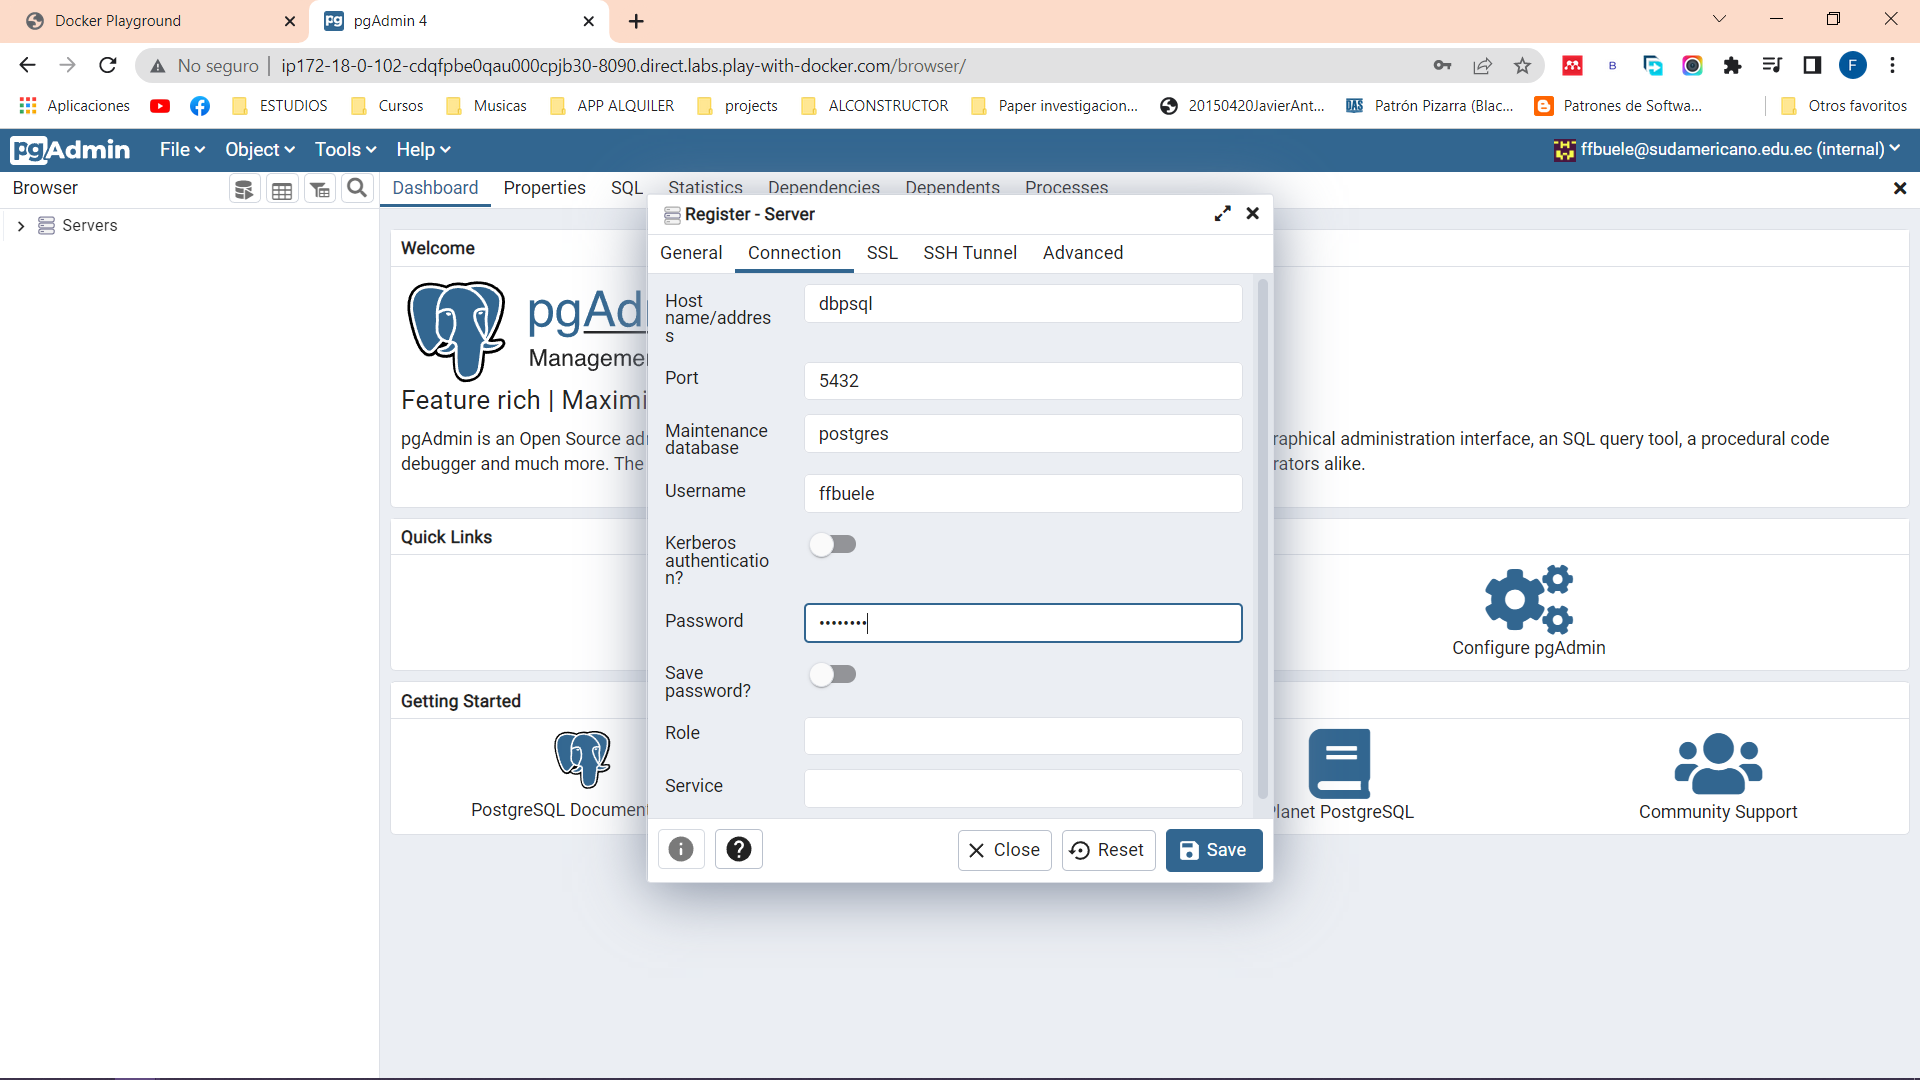 Docker Playground
pgAdmin 4
No seguro
ip172-18-0-102-cdqfpbe0qau000cpjb30-8090.direct.labs.play-with-docker.com/browser/
F
Aplicaciones
ESTUDIOS
Cursos
Musicas
APP ALQUILER
projects
ALCONSTRUCTOR
Paper investigacion...
20150420JavierAnt...
Patrón Pizarra (Blac...
Patrones de Softwa...
Otros favoritos
pgAdmin
File
Object
Tools
Help
ffbuele@sudamericano.edu.ec (internal)
Browser
Dashboard
Properties
SQL
Statistics
Dependencies
Dependents
Processes
Servers
Welcome
pgAd
Manageme
Feature rich | Maximi
pgAdmin is an Open Source ad
raphical administration interface, an SQL query tool, a procedural code
debugger and much more. The
rators alike.
Quick Links
Configure pgAdmin
Getting Started
PostgreSQL Document
Planet PostgreSQL
Community Support
Register - Server
General
Connection
SSL
SSH Tunnel
Advanced
Host
name/addres
s
dbpsql
Port
5432
Maintenance
database
postgres
Username
ffbuele
Kerberos
authenticatio
n?
Password
••••••••
Save
password?
Role
Service
Close
Reset
Save